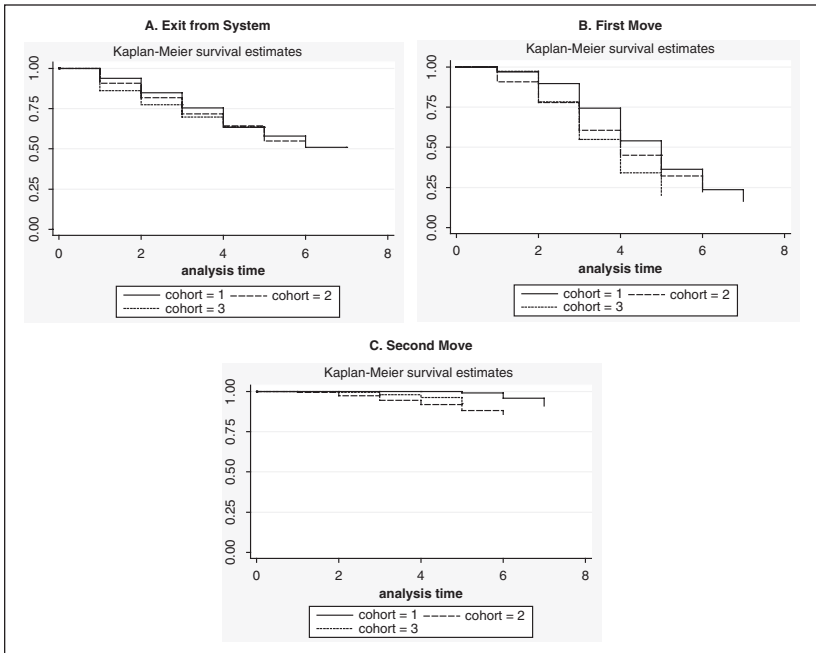 A. Exit from System
Kaplan-Meier survival estimates
1.00
0.75
0.50
0.25
0.00
0 2 4 6 8
analysis time
cohort = 1 cohort = 2
cohort = 3
B. First Move
Kaplan-Meier survival estimates
1.00
0.75
0.50
0.25
0.00
0 2 4 6 8
analysis time
cohort = 1 cohort = 2
cohort = 3
C. Second Move
Kaplan-Meier survival estimates
1.00
0.75
0.50
0.25
0.00
0 2 4 6 8
analysis time
cohort = 1 cohort = 2
cohort = 3